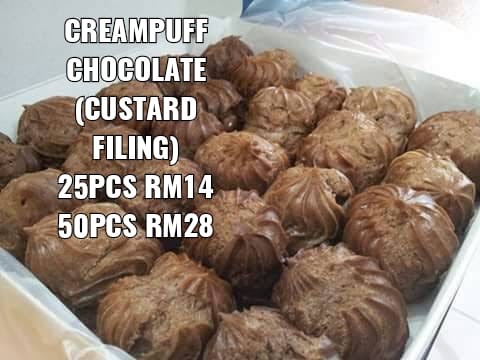 CREAMPUFF
CHOCOLATE
(CUSTARD
FILING)
25PCS RM14
50PCS RM28